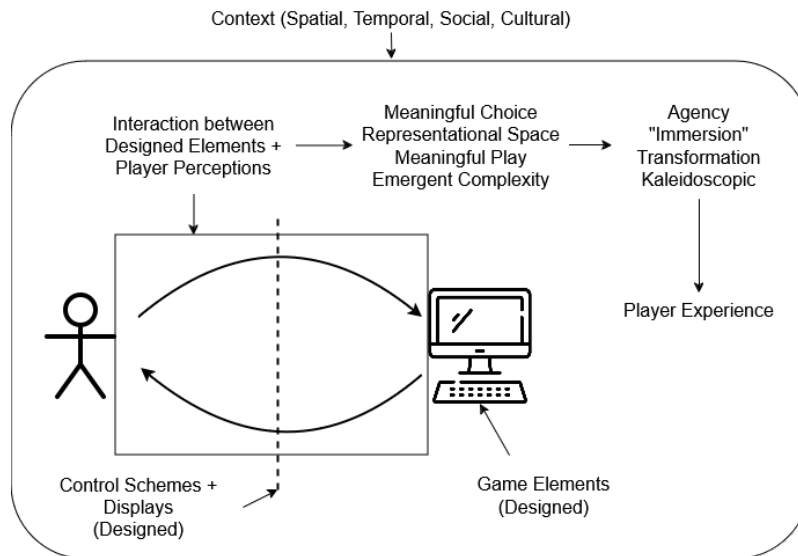 Context (Spatial, Temporal, Social, Cultural)
Interaction between
Designed Elements +
Player Perceptions
Meaningful Choice
Representational Space
Meaningful Play
Emergent Complexity
Agency
"Immersion"
Transformation
Kaleidoscopic
Player Experience
Control Schemes +
Displays
(Designed)
Game Elements
(Designed)